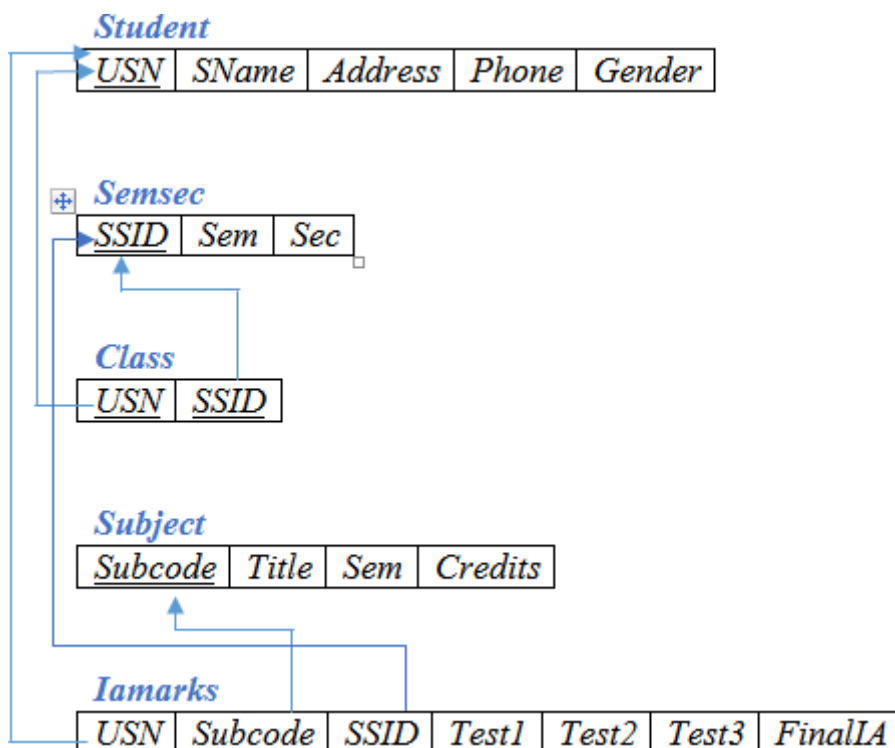 Student
USN SName Address Phone Gender
Semsec
SSID Sem Sec
Class
USN SSID
Subject
Subcode Title Sem Credits
Iamarks
USN Subcode SSID Test1 Test2 Test3 FinalIA